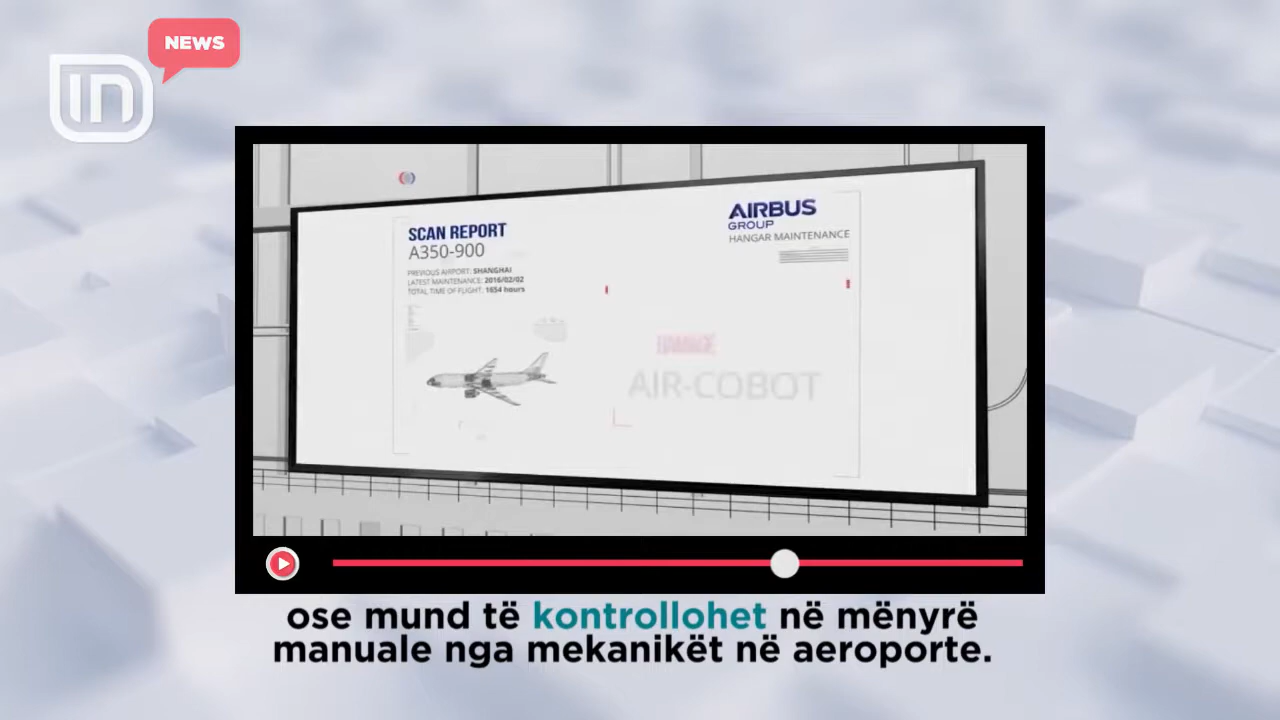 NEWS
IN
SCAN REPORT
A350-900
PREVIOUS AIRPORT: SHANGHAI
LATEST MAINTENANCE: 2016/02/02
TOTAL TIME OF FLIGHT: 1654 hours
AIRBUS
GROUP
HANGAR MAINTENANCE
DAMAGE
AIR-COBOT
ose mund të kontrollohet në mënyrë
manuale nga mekanikët në aeroporte.